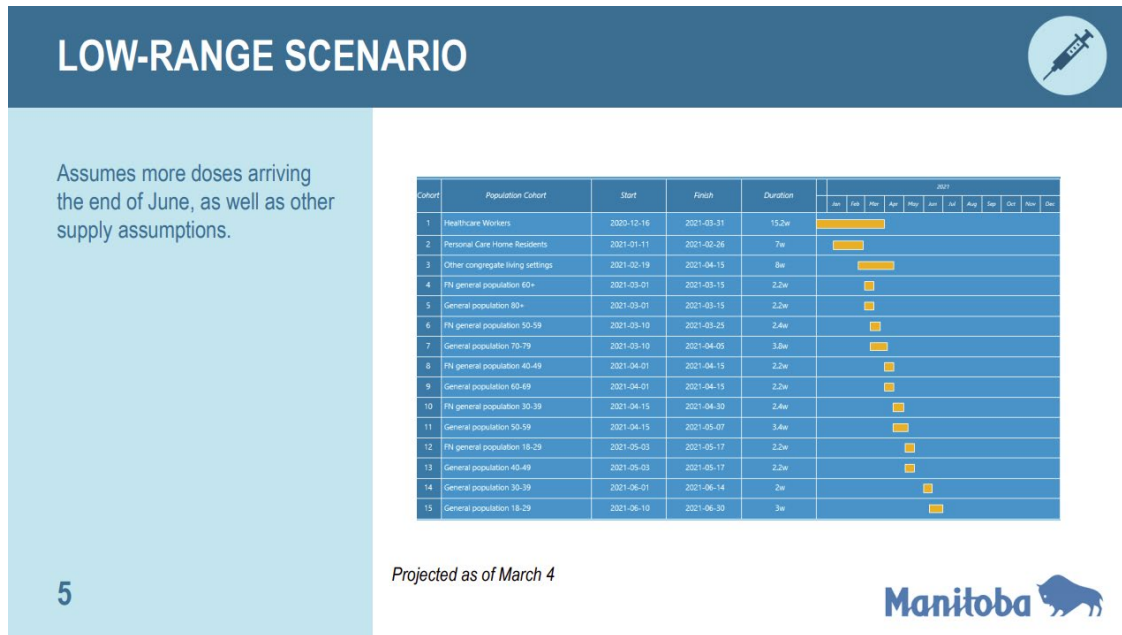 LOW-RANGE SCENARIO
Assumes more doses arriving
the end of June, as well as other
supply assumptions.
Cohort Population Cohort Start Finish Duration 2021
Jan Feb Mar Apr May Jun Jul Aug Sep Oct Nov Dec
1 Healthcare Workers 2020-12-16 2021-03-31 15.2w
2 Personal Care Home Residents 2021-01-11 2021-02-26 7w
3 Other congregate living settings 2021-02-19 2021-04-15 8w
4 FN general population 60+ 2021-03-01 2021-03-15 2.2w
5 General population 80+ 2021-03-01 2021-03-15 2.2w
6 FN general population 50-59 2021-03-10 2021-03-25 2.4w
7 General population 70-79 2021-03-10 2021-04-05 3.8w
8 FN general population 40-49 2021-04-01 2021-04-15 2.2w
9 General population 60-69 2021-04-01 2021-04-15 2.2w
10 FN general population 30-39 2021-04-15 2021-04-30 2.4w
11 General population 50-59 2021-04-15 2021-05-07 3.4w
12 FN general population 18-29 2021-05-03 2021-05-17 2.2w
13 General population 40-49 2021-05-03 2021-05-17 2.2w
14 General population 30-39 2021-06-01 2021-06-14 2w
15 General population 18-29 2021-06-10 2021-06-30 3w
Projected as of March 4
5
Manitoba